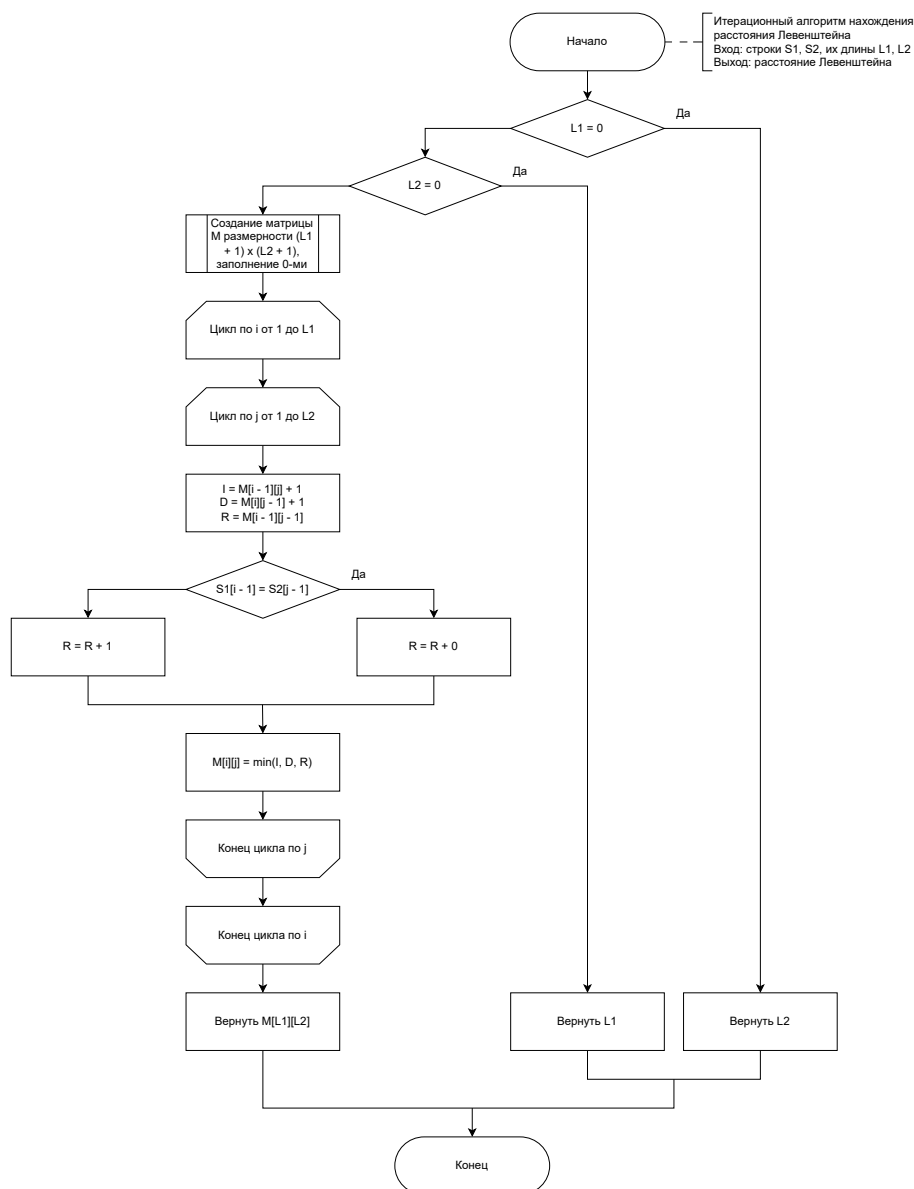 Начало
Итерационный алгоритм нахождения
расстояния Левенштейна
Вход: строки S1, S2, их длины L1, L2
Выход: расстояние Левенштейна
L1 = 0
Да
L2 = 0
Да
Создание матрицы
М размерности (L1
+ 1) x (L2 + 1),
заполнение 0-ми
Цикл по i от 1 до L1
Цикл по j от 1 до L2
I = M[i - 1][j] + 1
D = M[i][j - 1] + 1
R = M[i - 1][j - 1]
S1[i - 1] = S2[j - 1]
Да
R = R + 1
R = R + 0
M[i][j] = min(I, D, R)
Конец цикла по j
Конец цикла по i
Вернуть M[L1][L2]
Вернуть L1
Вернуть L2
Конец